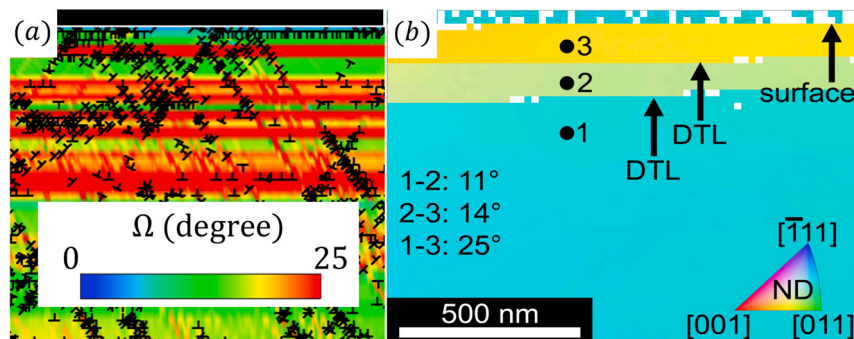 (a)
Ω (degree)
0
25
(b)
3
2
1
surface
DTL
DTL
1-2: 11°
2-3: 14°
1-3: 25°
500 nm
[1̅11]
ND
[001]
[011]